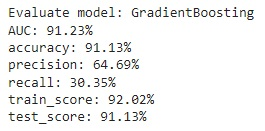 Evaluate model: GradientBoosting
AUC: 91.23%
accuracy: 91.13%
precision: 64.69%
recall: 30.35%
train_score: 92.02%
test_score: 91.13%